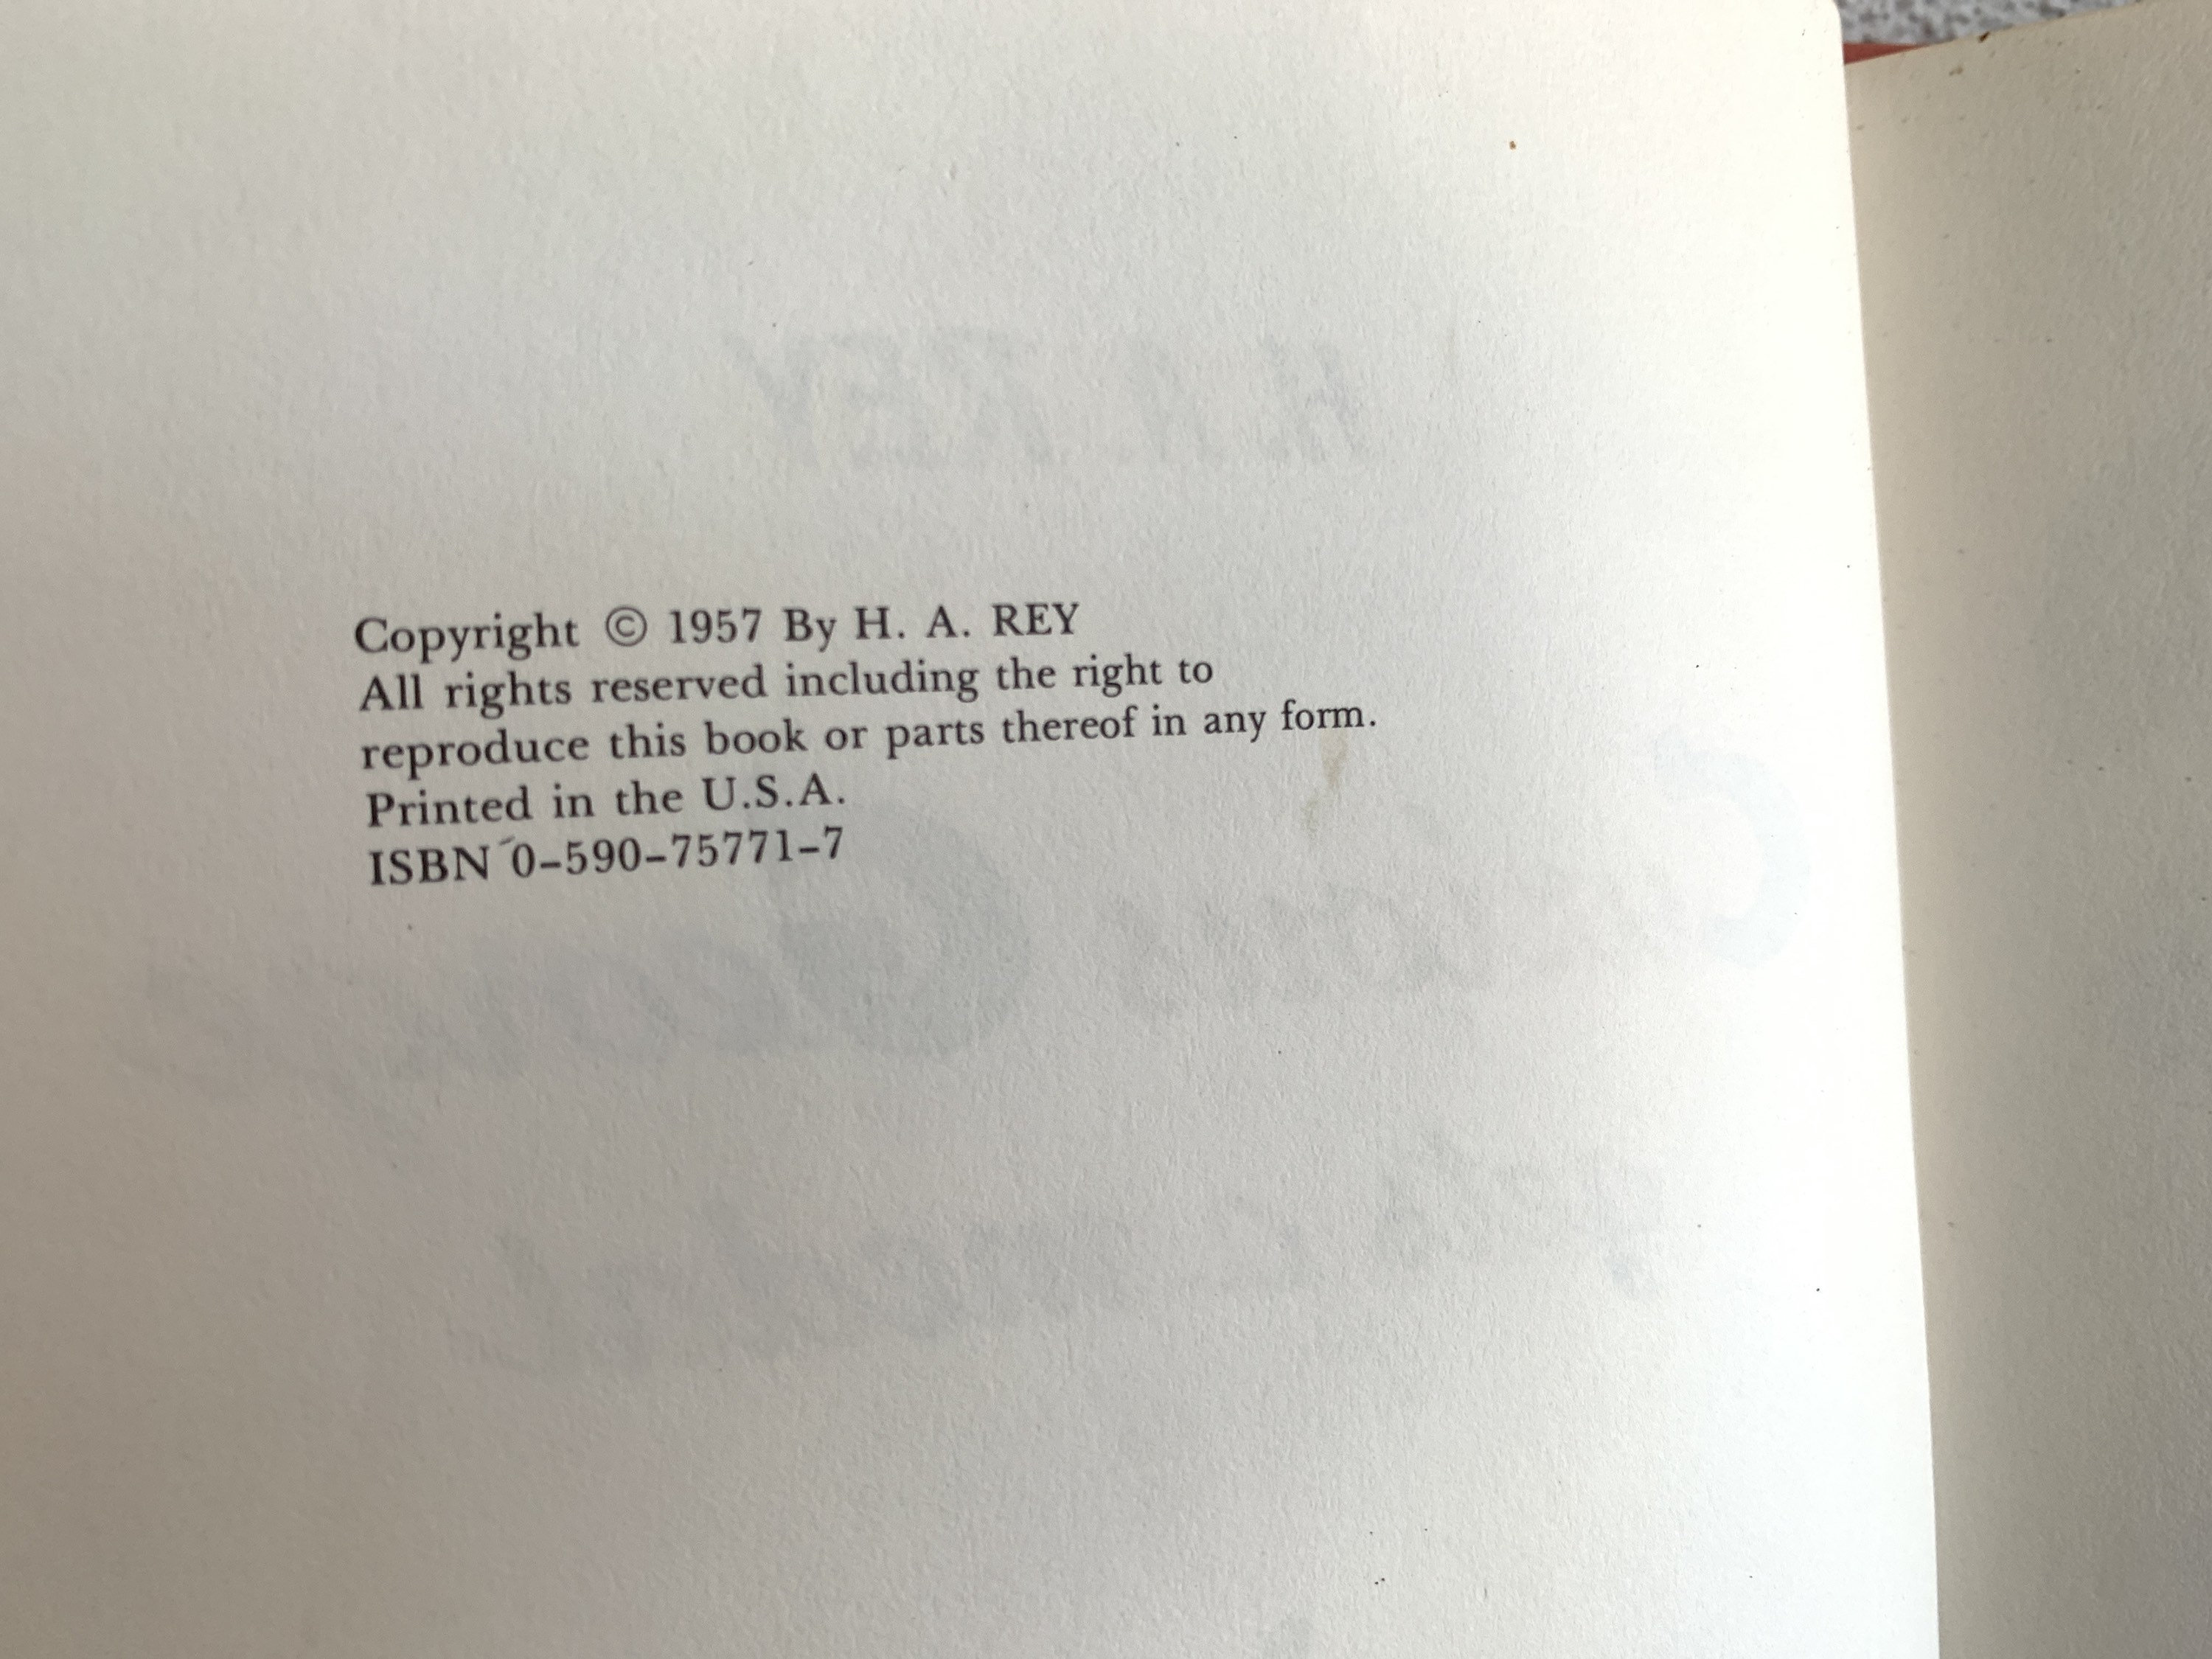 Copyright © 1957 By H. A. REY
All rights reserved including the right to
reproduce this book or parts thereof in any form.
Printed in the U.S.A.
ISBN 0-590-75771-7